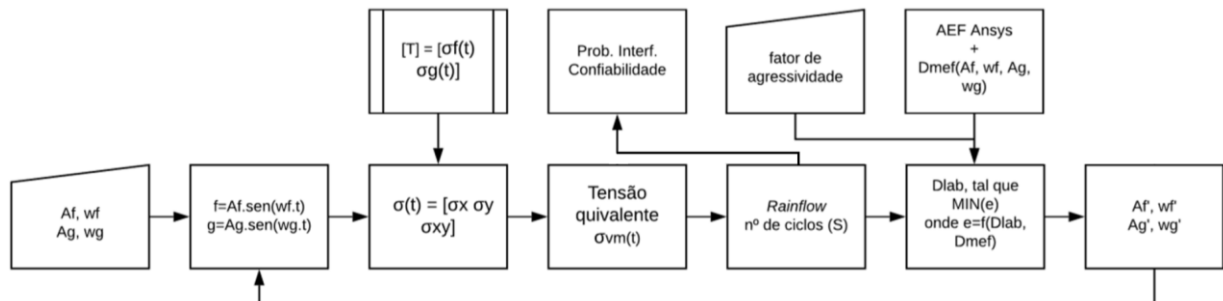 [T] = [σf(t)
σg(t)]
Prob. Interf.
Confiabilidade
fator de
agressividade
AEF Ansys
+
Dmef(Af, wf, Ag,
wg)
Af, wf
Ag, wg
f=Af.sen(wf.t)
g=Ag.sen(wg.t)
σ(t) = [σx σy
σxy]
Tensão
quivalente
σvm(t)
Rainflow
nº de ciclos (S)
Dlab, tal que
MIN(e)
onde e=f(Dlab,
Dmef)
Af', wf'
Ag', wg'